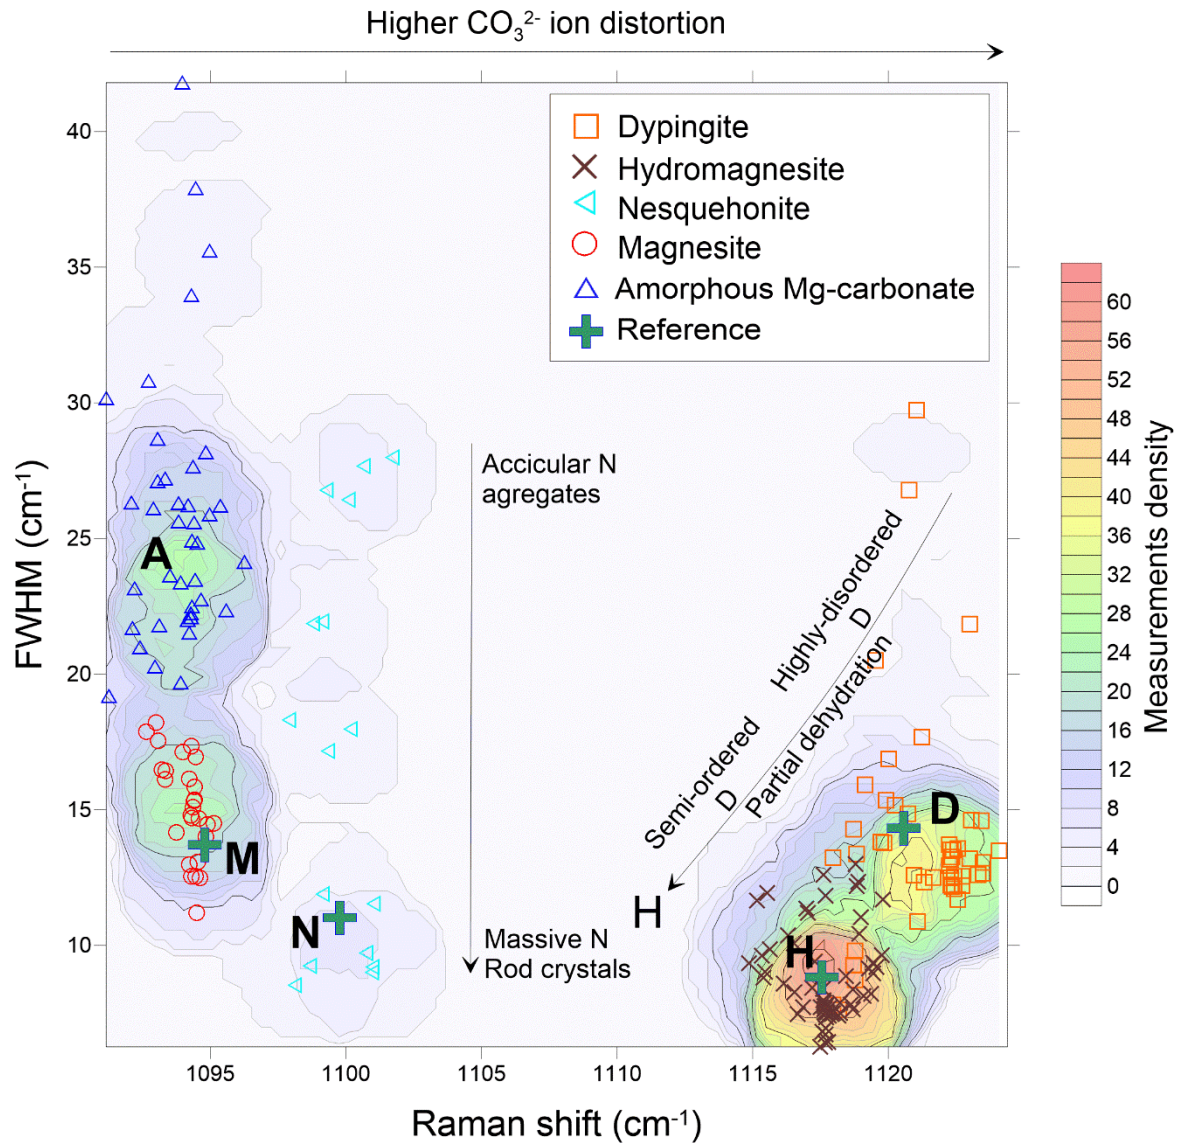 Higher CO₃²⁻ ion distortion
Dypingite
Hydromagnesite
Nesquehonite
Magnesite
Amorphous Mg-carbonate
Reference
40
35
30
25
20
15
10
FWHM (cm⁻¹)
A
M
N
Accicular N
agregates
Massive N
Rod crystals
Highly-disordered
D
Semi-ordered
D
Partial dehydration
H
D
H
1095
1100
1105
1110
1115
1120
Raman shift (cm⁻¹)
60
56
52
48
44
40
36
32
28
24
20
16
12
8
4
0
Measurements density